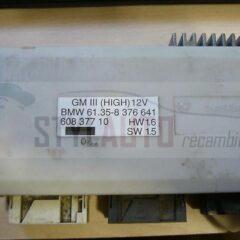 GM III (HIGH) 12V
BMW 61.35-8 376 641
608 377 10 HW 1.6
SW 1.5
recambios